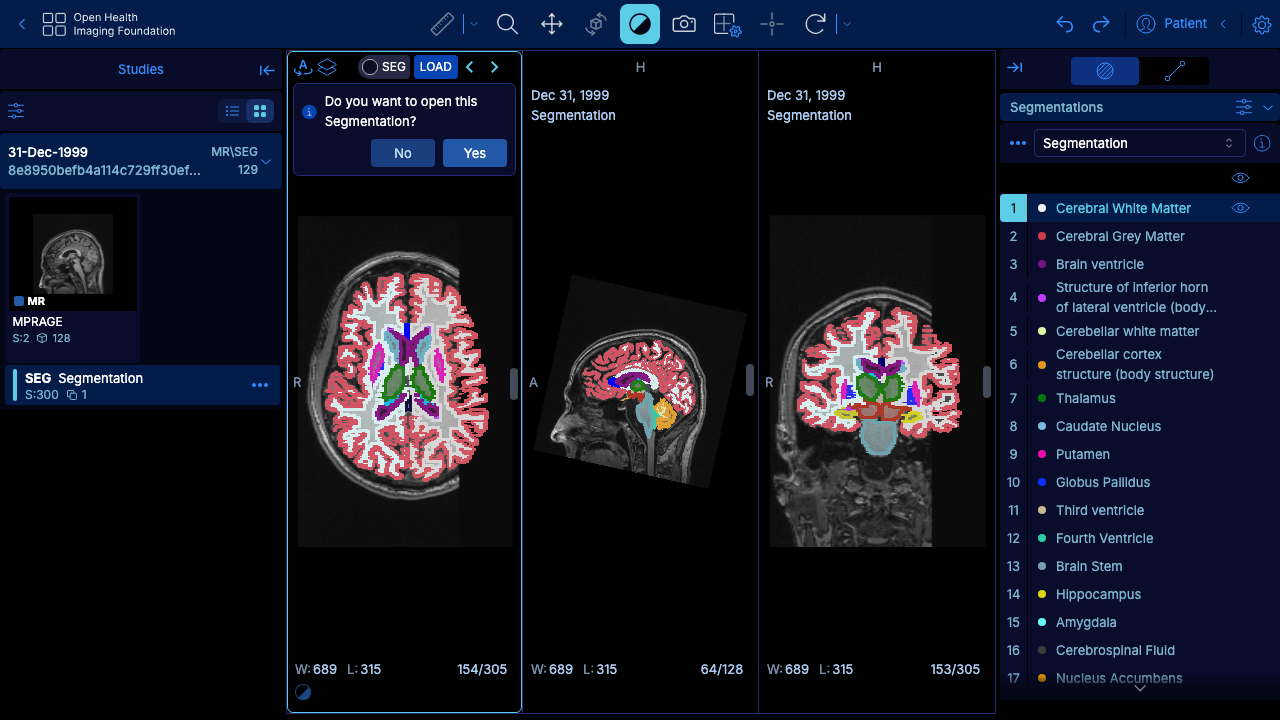 Open Health
Imaging Foundation
Patient
Studies
31-Dec-1999
MR\SEG
8e8950befb4a114c729ff30ef...
129
MR
MPRAGE
S:2 128
SEG Segmentation
S:300 1
SEG LOAD
Do you want to open this
Segmentation?
No Yes
R
W: 689 L: 315 154/305
H
Dec 31, 1999
Segmentation
A
W: 689 L: 315 64/128
H
Dec 31, 1999
Segmentation
R
W: 689 L: 315 153/305
Segmentations
Segmentation
1 Cerebral White Matter
2 Cerebral Grey Matter
3 Brain ventricle
4 Structure of inferior horn
of lateral ventricle (body...
5 Cerebellar white matter
6 Cerebellar cortex
structure (body structure)
7 Thalamus
8 Caudate Nucleus
9 Putamen
10 Globus Pallidus
11 Third ventricle
12 Fourth Ventricle
13 Brain Stem
14 Hippocampus
15 Amygdala
16 Cerebrospinal Fluid
17 Nucleus Accumbens